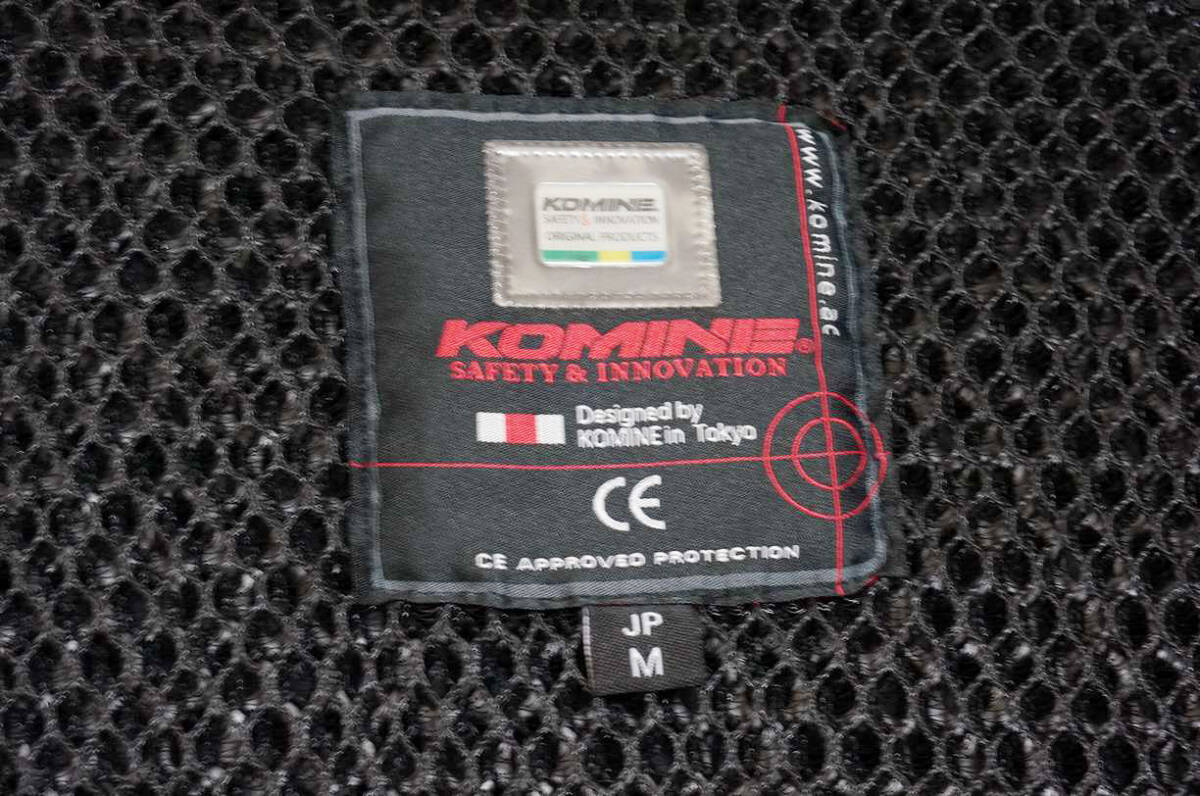 KOMINE
SAFETY & INNOVATION
ORIGINAL PRODUCTS
www.komine.ac
KOMINE®
SAFETY & INNOVATION
Designed by
KOMINE in Tokyo
CE
CE APPROVED PROTECTION
JP
M